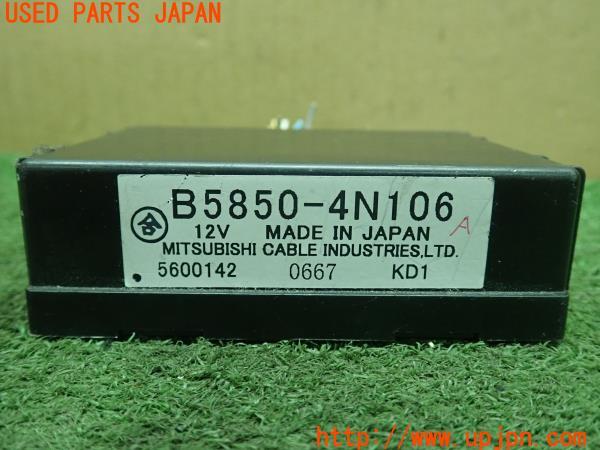 USED PARTS JAPAN
B5850-4N106
A
12V MADE IN JAPAN
MITSUBISHI CABLE INDUSTRIES,LTD.
5600142 0667 KD1
UPJ
http://www.upjpn.com